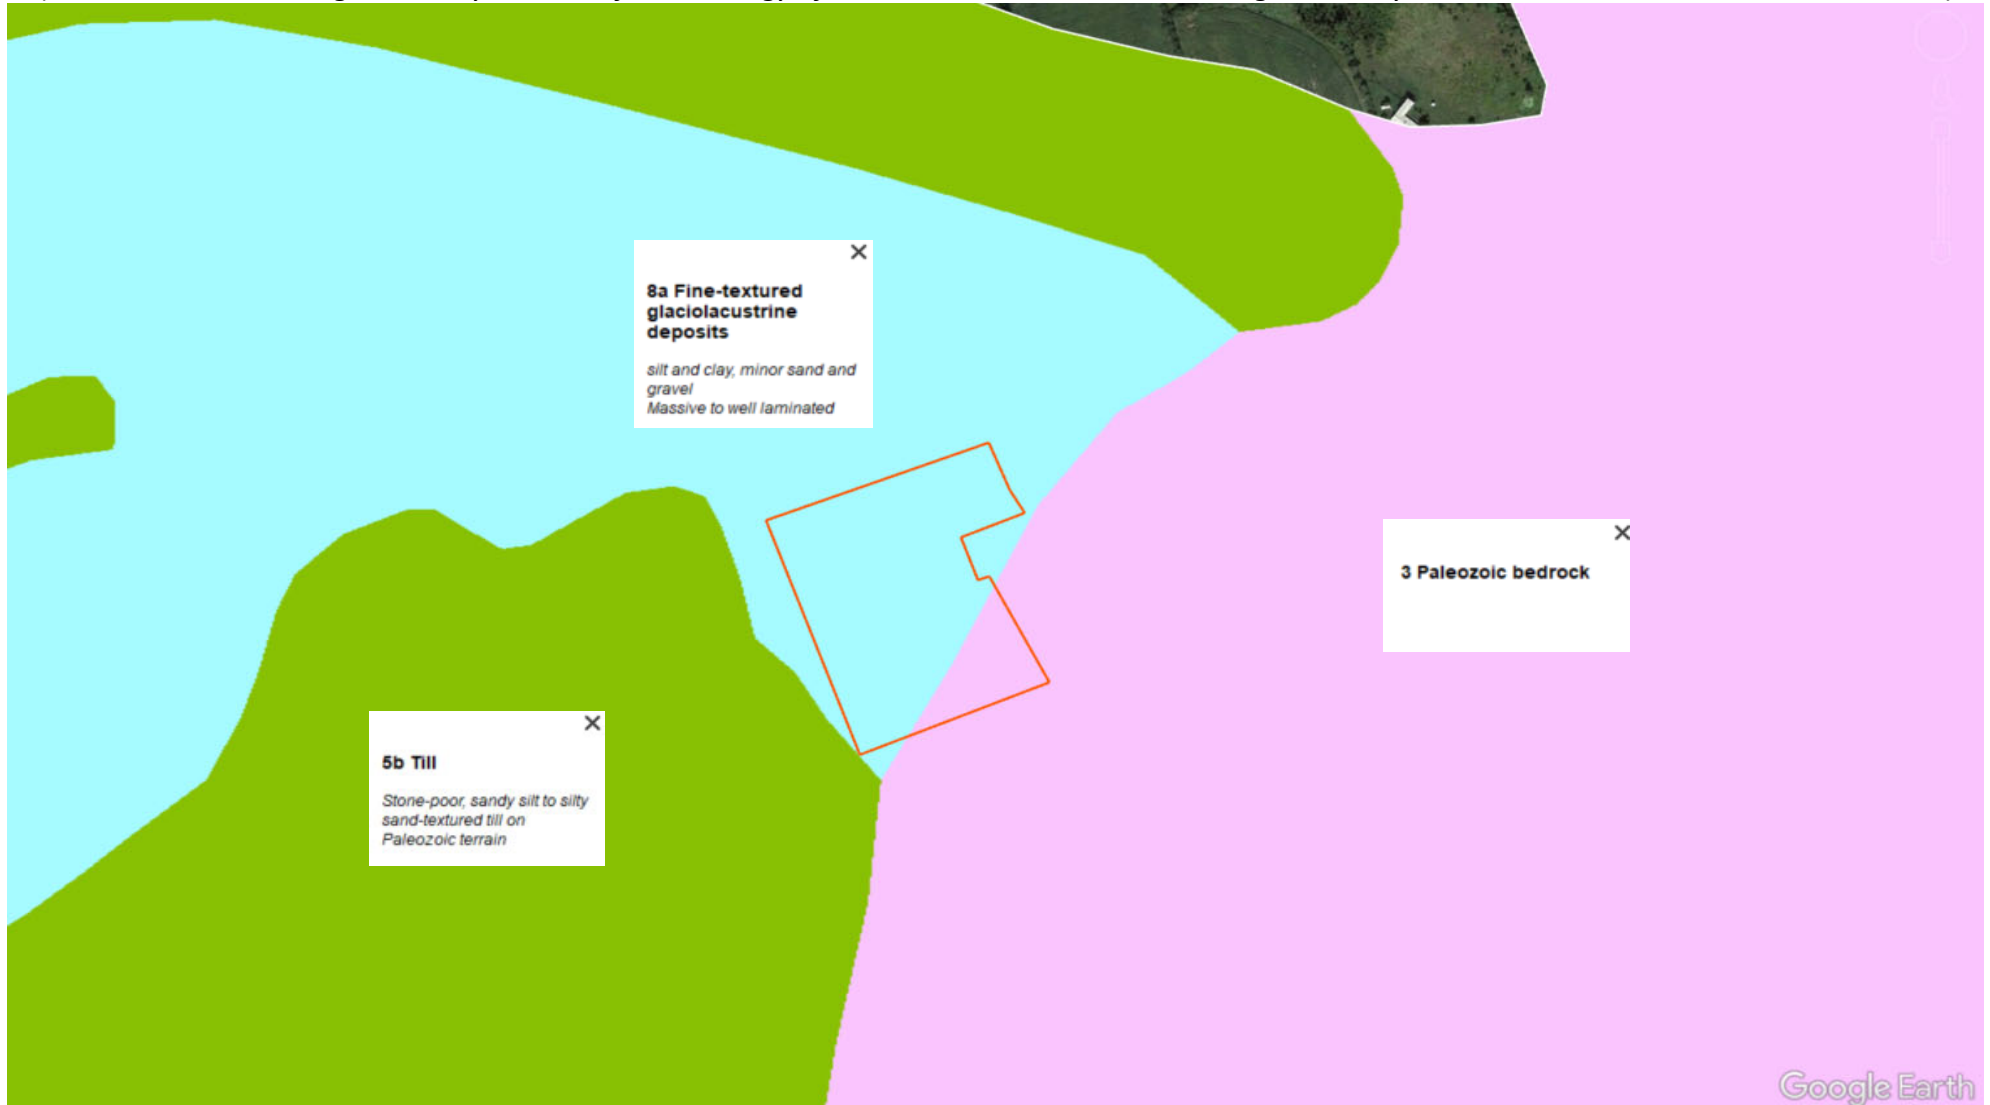 8a Fine-textured
glaciolacustrine
deposits
silt and clay, minor sand and
gravel
Massive to well laminated
3 Paleozoic bedrock
5b Till
Stone-poor, sandy silt to silty
sand-textured till on
Paleozoic terrain
Google Earth